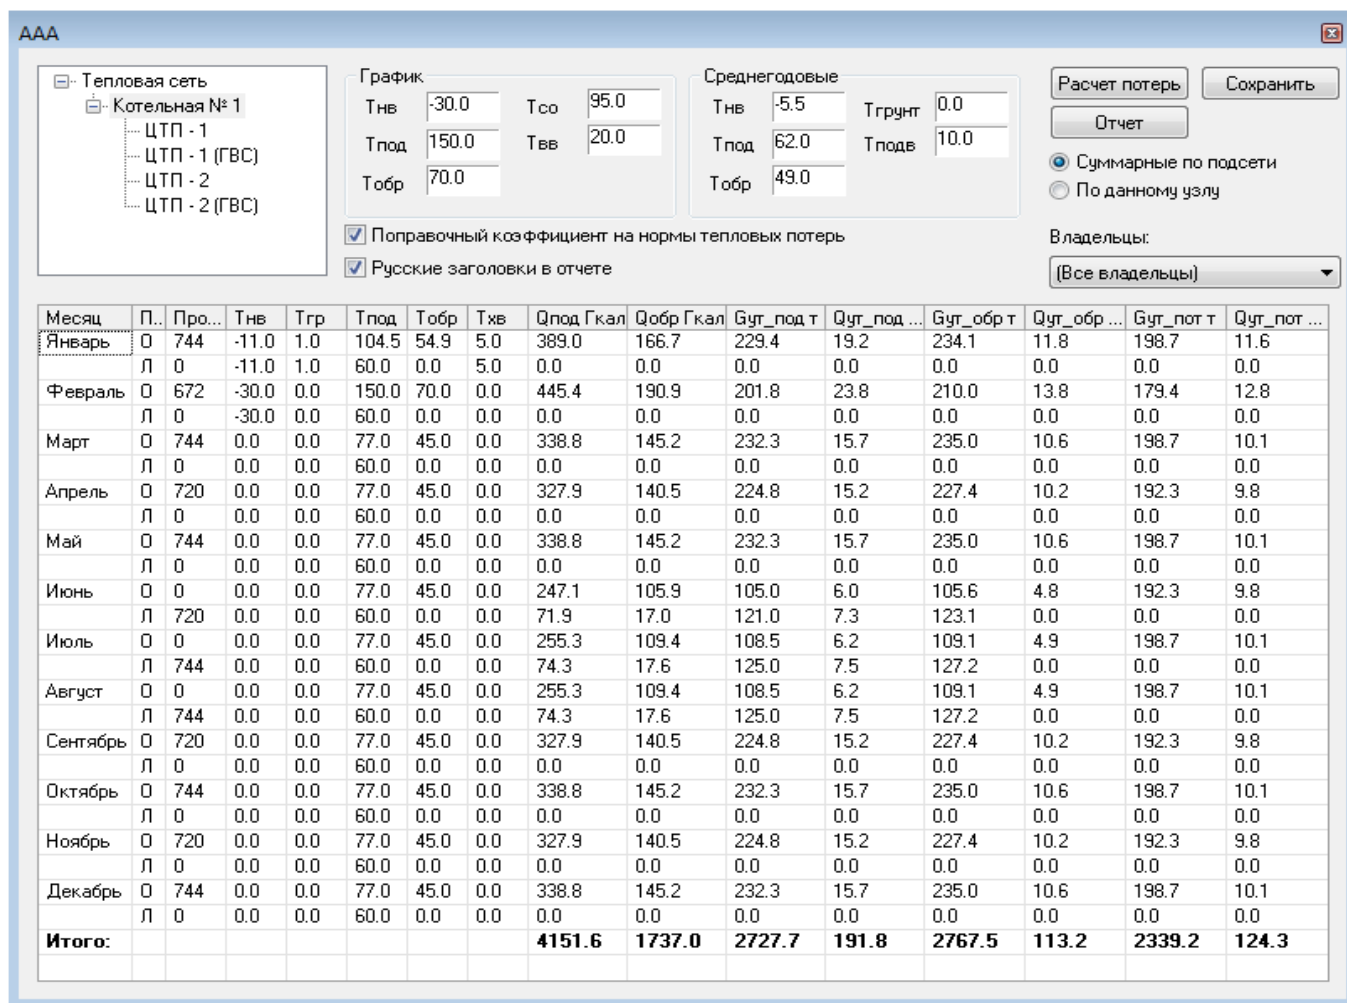 AAA
Тепловая сеть
Котельная № 1
ЦТП - 1
ЦТП - 1 (ГВС)
ЦТП - 2
ЦТП - 2 (ГВС)
График
Тнв -30.0 Тсо 95.0
Тпод 150.0 Твв 20.0
Тобр 70.0
Среднегодовые
Тнв -5.5 Тгрунт 0.0
Тпод 62.0 Тподв 10.0
Тобр 49.0
Расчет потерь Сохранить
Отчет
Суммарные по подсети
По данному узлу
Поправочный коэффициент на нормы тепловых потерь
Русские заголовки в отчете
Владельцы:
(Все владельцы)
Месяц П.. Про... Тнв Тгр Тпод Тобр Тхв Qпод Гкал Qобр Гкал Gут_под т Qут_под ... Gут_обр т Qут_обр ... Gут_пот т Qут_пот ...
Январь О 744 -11.0 1.0 104.5 54.9 5.0 389.0 166.7 229.4 19.2 234.1 11.8 198.7 11.6
Л 0 -11.0 1.0 60.0 0.0 5.0 0.0 0.0 0.0 0.0 0.0 0.0 0.0 0.0
Февраль О 672 -30.0 0.0 150.0 70.0 0.0 445.4 190.9 201.8 23.8 210.0 13.8 179.4 12.8
Л 0 -30.0 0.0 60.0 0.0 0.0 0.0 0.0 0.0 0.0 0.0 0.0 0.0 0.0
Март О 744 0.0 0.0 77.0 45.0 0.0 338.8 145.2 232.3 15.7 235.0 10.6 198.7 10.1
Л 0 0.0 0.0 60.0 0.0 0.0 0.0 0.0 0.0 0.0 0.0 0.0 0.0 0.0
Апрель О 720 0.0 0.0 77.0 45.0 0.0 327.9 140.5 224.8 15.2 227.4 10.2 192.3 9.8
Л 0 0.0 0.0 60.0 0.0 0.0 0.0 0.0 0.0 0.0 0.0 0.0 0.0 0.0
Май О 744 0.0 0.0 77.0 45.0 0.0 338.8 145.2 232.3 15.7 235.0 10.6 198.7 10.1
Л 0 0.0 0.0 60.0 0.0 0.0 0.0 0.0 0.0 0.0 0.0 0.0 0.0 0.0
Июнь О 0 0.0 0.0 77.0 45.0 0.0 247.1 105.9 105.0 6.0 105.6 4.8 192.3 9.8
Л 720 0.0 0.0 60.0 0.0 0.0 71.9 17.0 121.0 7.3 123.1 0.0 0.0 0.0
Июль О 0 0.0 0.0 77.0 45.0 0.0 255.3 109.4 108.5 6.2 109.1 4.9 198.7 10.1
Л 744 0.0 0.0 60.0 0.0 0.0 74.3 17.6 125.0 7.5 127.2 0.0 0.0 0.0
Август О 0 0.0 0.0 77.0 45.0 0.0 255.3 109.4 108.5 6.2 109.1 4.9 198.7 10.1
Л 744 0.0 0.0 60.0 0.0 0.0 74.3 17.6 125.0 7.5 127.2 0.0 0.0 0.0
Сентябрь О 720 0.0 0.0 77.0 45.0 0.0 327.9 140.5 224.8 15.2 227.4 10.2 192.3 9.8
Л 0 0.0 0.0 60.0 0.0 0.0 0.0 0.0 0.0 0.0 0.0 0.0 0.0 0.0
Октябрь О 744 0.0 0.0 77.0 45.0 0.0 338.8 145.2 232.3 15.7 235.0 10.6 198.7 10.1
Л 0 0.0 0.0 60.0 0.0 0.0 0.0 0.0 0.0 0.0 0.0 0.0 0.0 0.0
Ноябрь О 720 0.0 0.0 77.0 45.0 0.0 327.9 140.5 224.8 15.2 227.4 10.2 192.3 9.8
Л 0 0.0 0.0 60.0 0.0 0.0 0.0 0.0 0.0 0.0 0.0 0.0 0.0 0.0
Декабрь О 744 0.0 0.0 77.0 45.0 0.0 338.8 145.2 232.3 15.7 235.0 10.6 198.7 10.1
Л 0 0.0 0.0 60.0 0.0 0.0 0.0 0.0 0.0 0.0 0.0 0.0 0.0 0.0
Итого: 4151.6 1737.0 2727.7 191.8 2767.5 113.2 2339.2 124.3